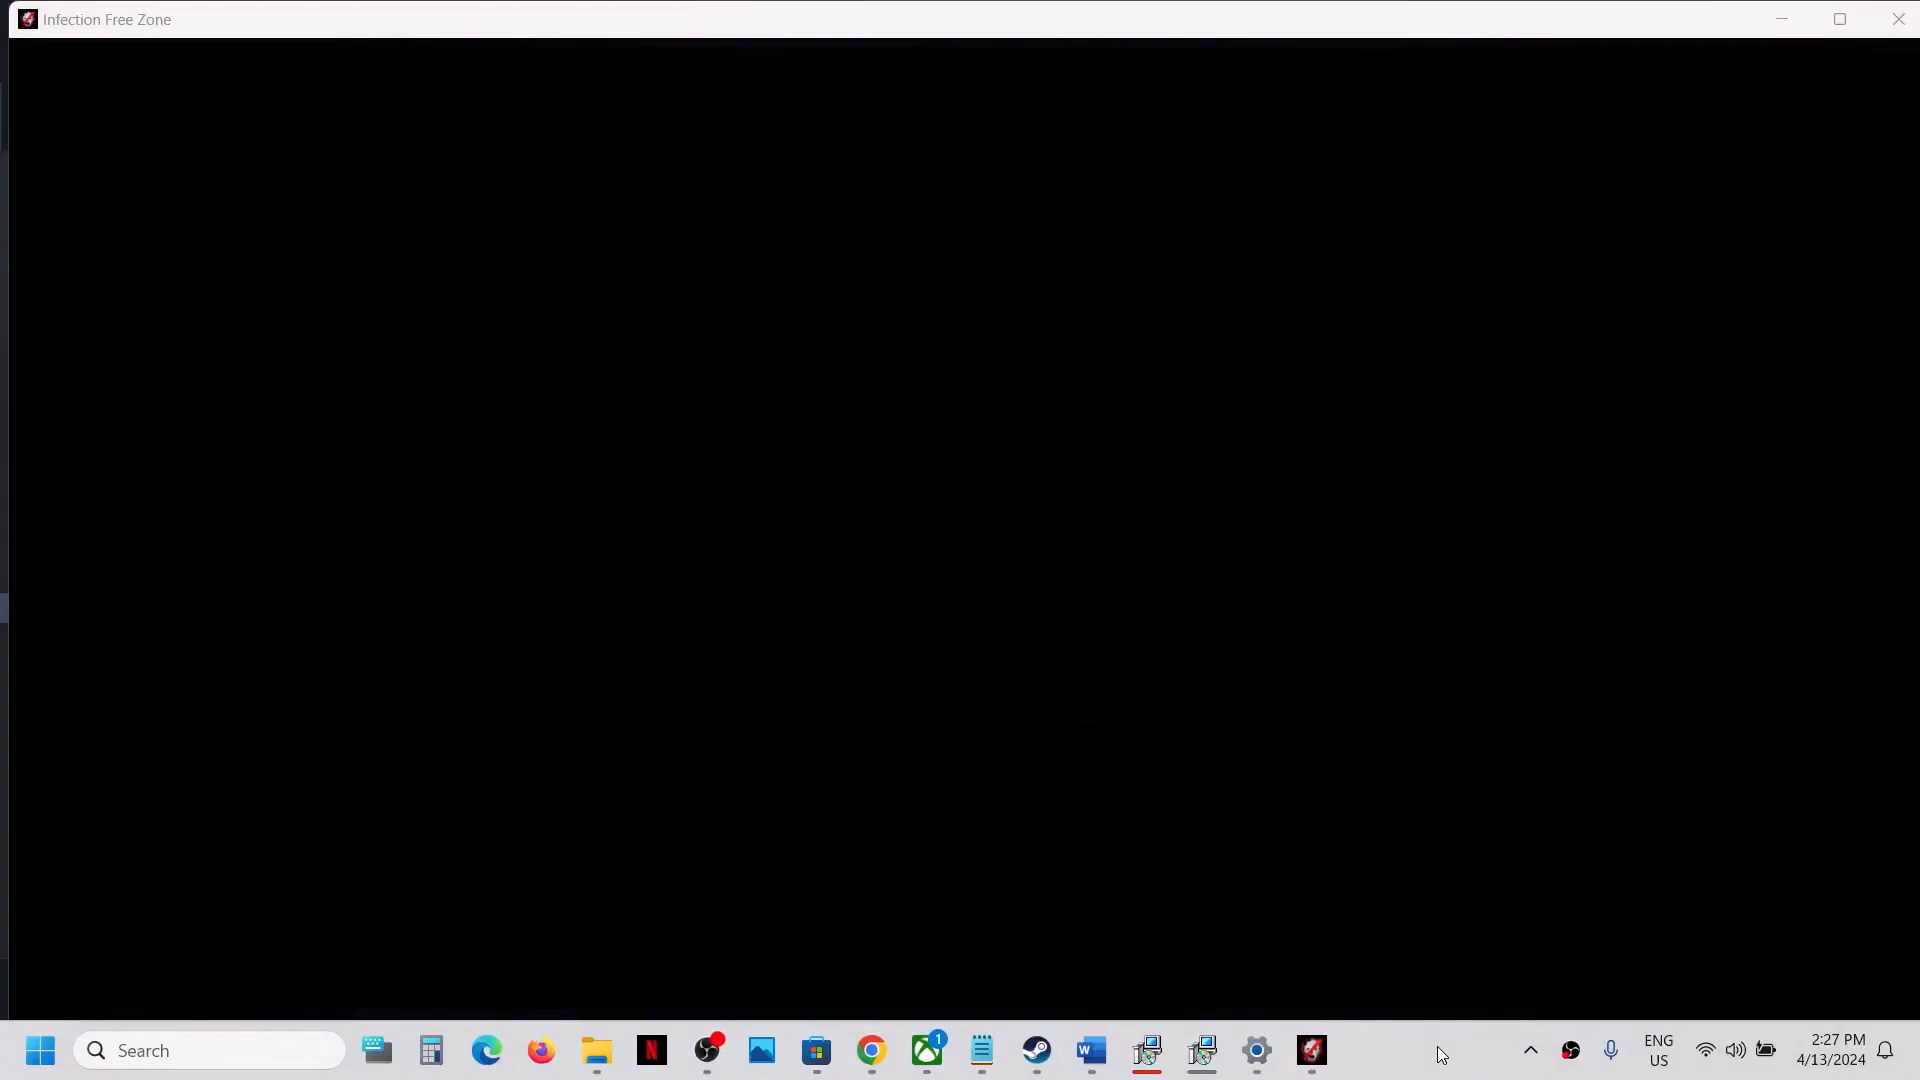 Infection Free Zone
Search
N
1
W
ENG
US
2:27 PM
4/13/2024